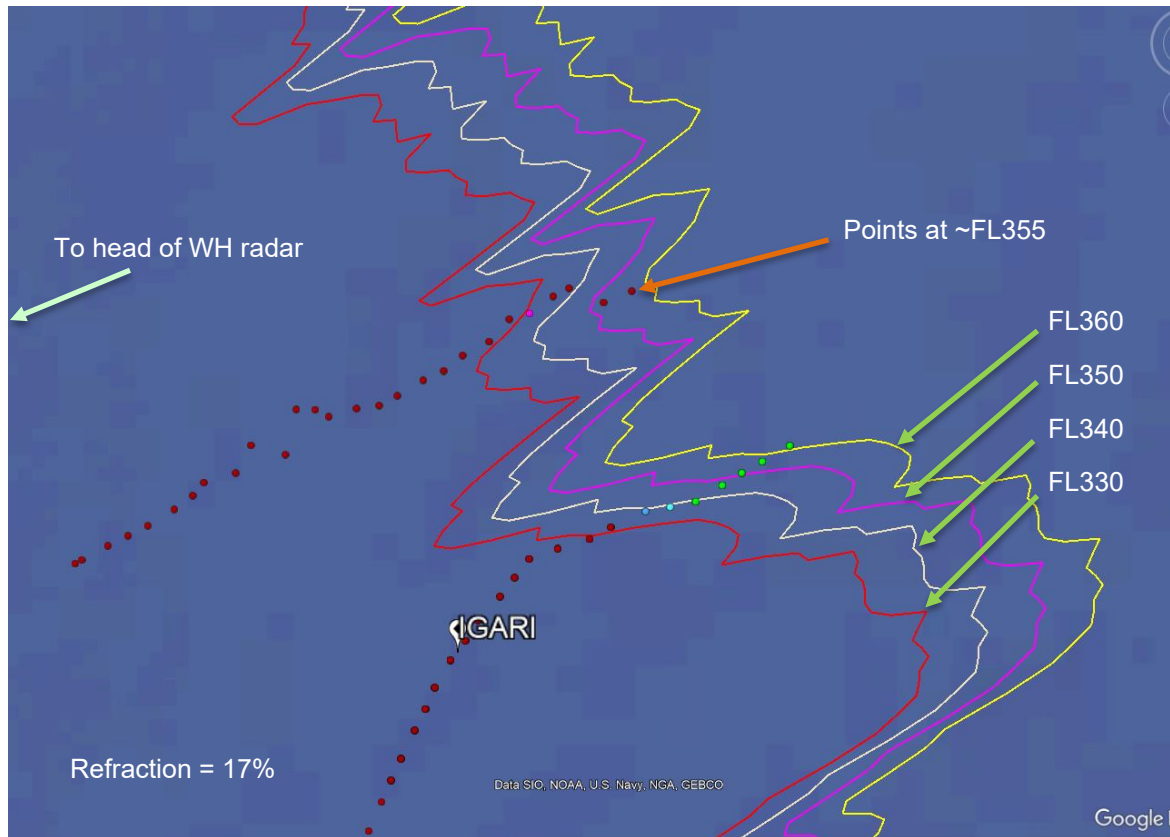 To head of WH radar
Points at ~FL355
FL360
FL350
FL340
FL330
IGARI
Refraction = 17%
Data SIO, NOAA, U.S. Navy, NGA, GEBCO
Google